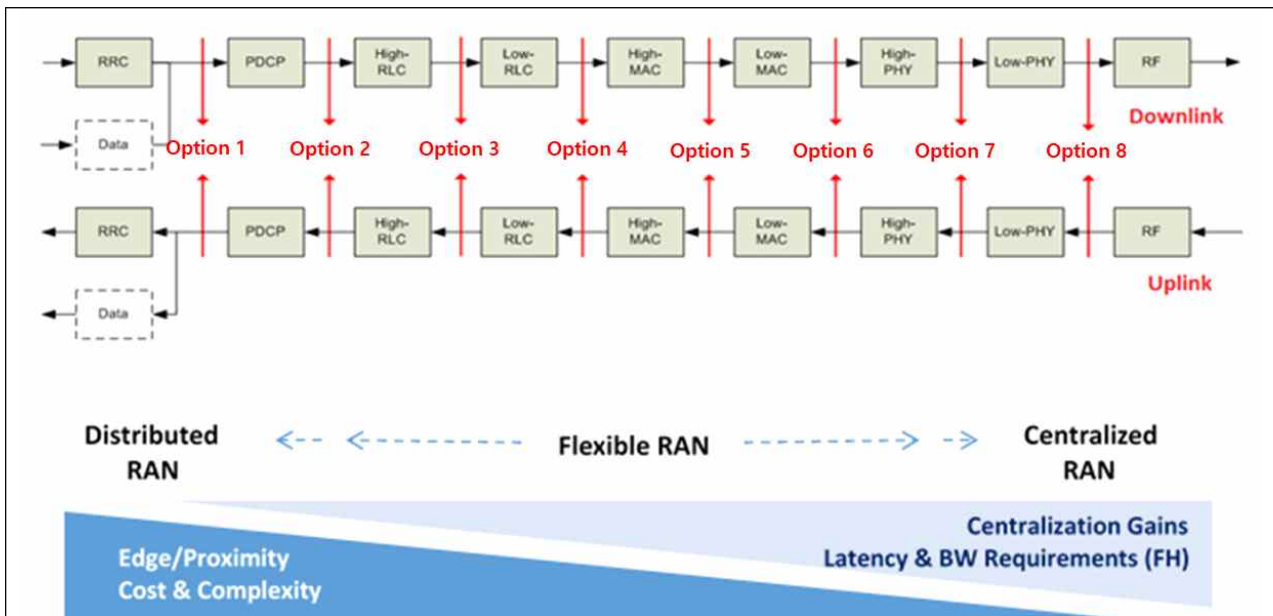 RRC
PDCP
High-
RLC
Low-
RLC
High-
MAC
Low-
MAC
High-
PHY
Low-PHY
RF
Downlink
Data
Option 1
Option 2
Option 3
Option 4
Option 5
Option 6
Option 7
Option 8
RRC
PDCP
High-
RLC
Low-
RLC
High-
MAC
Low-
MAC
High-
PHY
Low-PHY
RF
Uplink
Data
Distributed
RAN
Flexible RAN
Centralized
RAN
Centralization Gains
Latency & BW Requirements (FH)
Edge/Proximity
Cost & Complexity